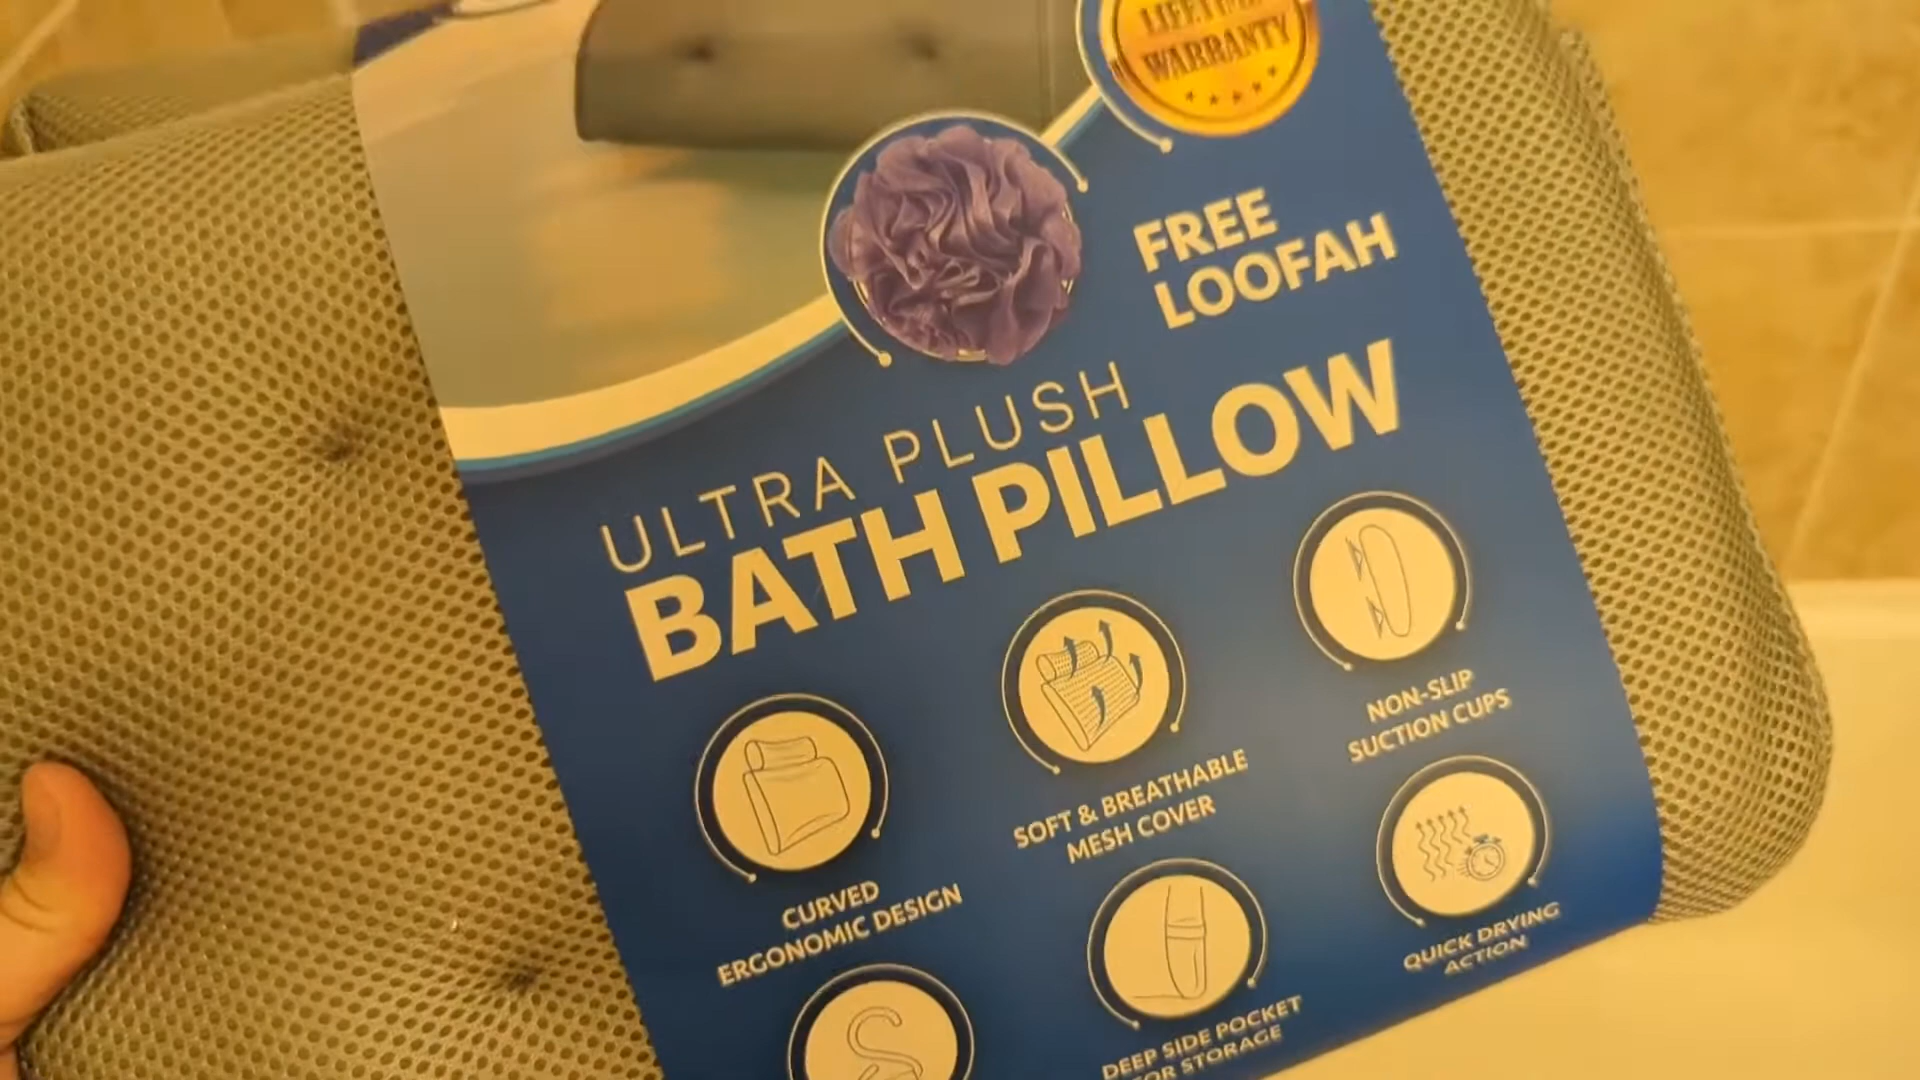 LIFETIME
WARRANTY
FREE
LOOFAH
ULTRA PLUSH
BATH PILLOW
NON-SLIP
SUCTION CUPS
SOFT & BREATHABLE
MESH COVER
CURVED
ERGONOMIC DESIGN
QUICK DRYING
ACTION
DEEP SIDE POCKET
FOR STORAGE